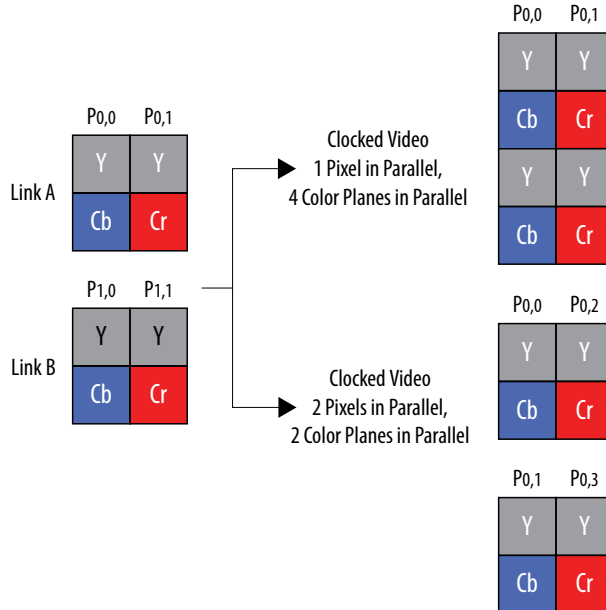 P0,0 P0,1
Link A
Y Y
Cb Cr
P1,0 P1,1
Link B
Y Y
Cb Cr
Clocked Video
1 Pixel in Parallel,
4 Color Planes in Parallel
P0,0 P0,1
Y Y
Cb Cr
Y Y
Cb Cr
Clocked Video
2 Pixels in Parallel,
2 Color Planes in Parallel
P0,0 P0,2
Y Y
Cb Cr
P0,1 P0,3
Y Y
Cb Cr